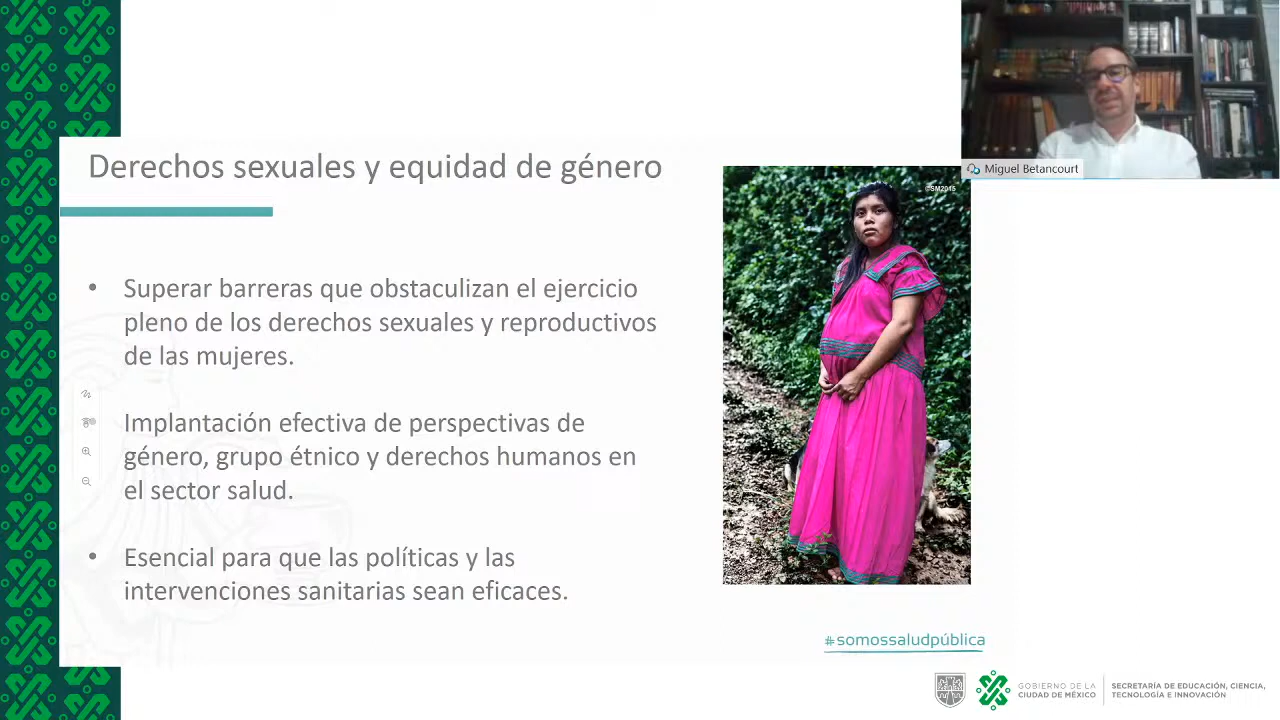 Derechos sexuales y equidad de género
• Superar barreras que obstaculizan el ejercicio
pleno de los derechos sexuales y reproductivos
de las mujeres.
Implantación efectiva de perspectivas de
género, grupo étnico y derechos humanos en
el sector salud.
• Esencial para que las políticas y las
intervenciones sanitarias sean eficaces.
©SM2015
Miguel Betancourt
#somossaludpública
GOBIERNO DE LA
CIUDAD DE MÉXICO
SECRETARÍA DE EDUCACIÓN, CIENCIA,
TECNOLOGÍA E INNOVACIÓN